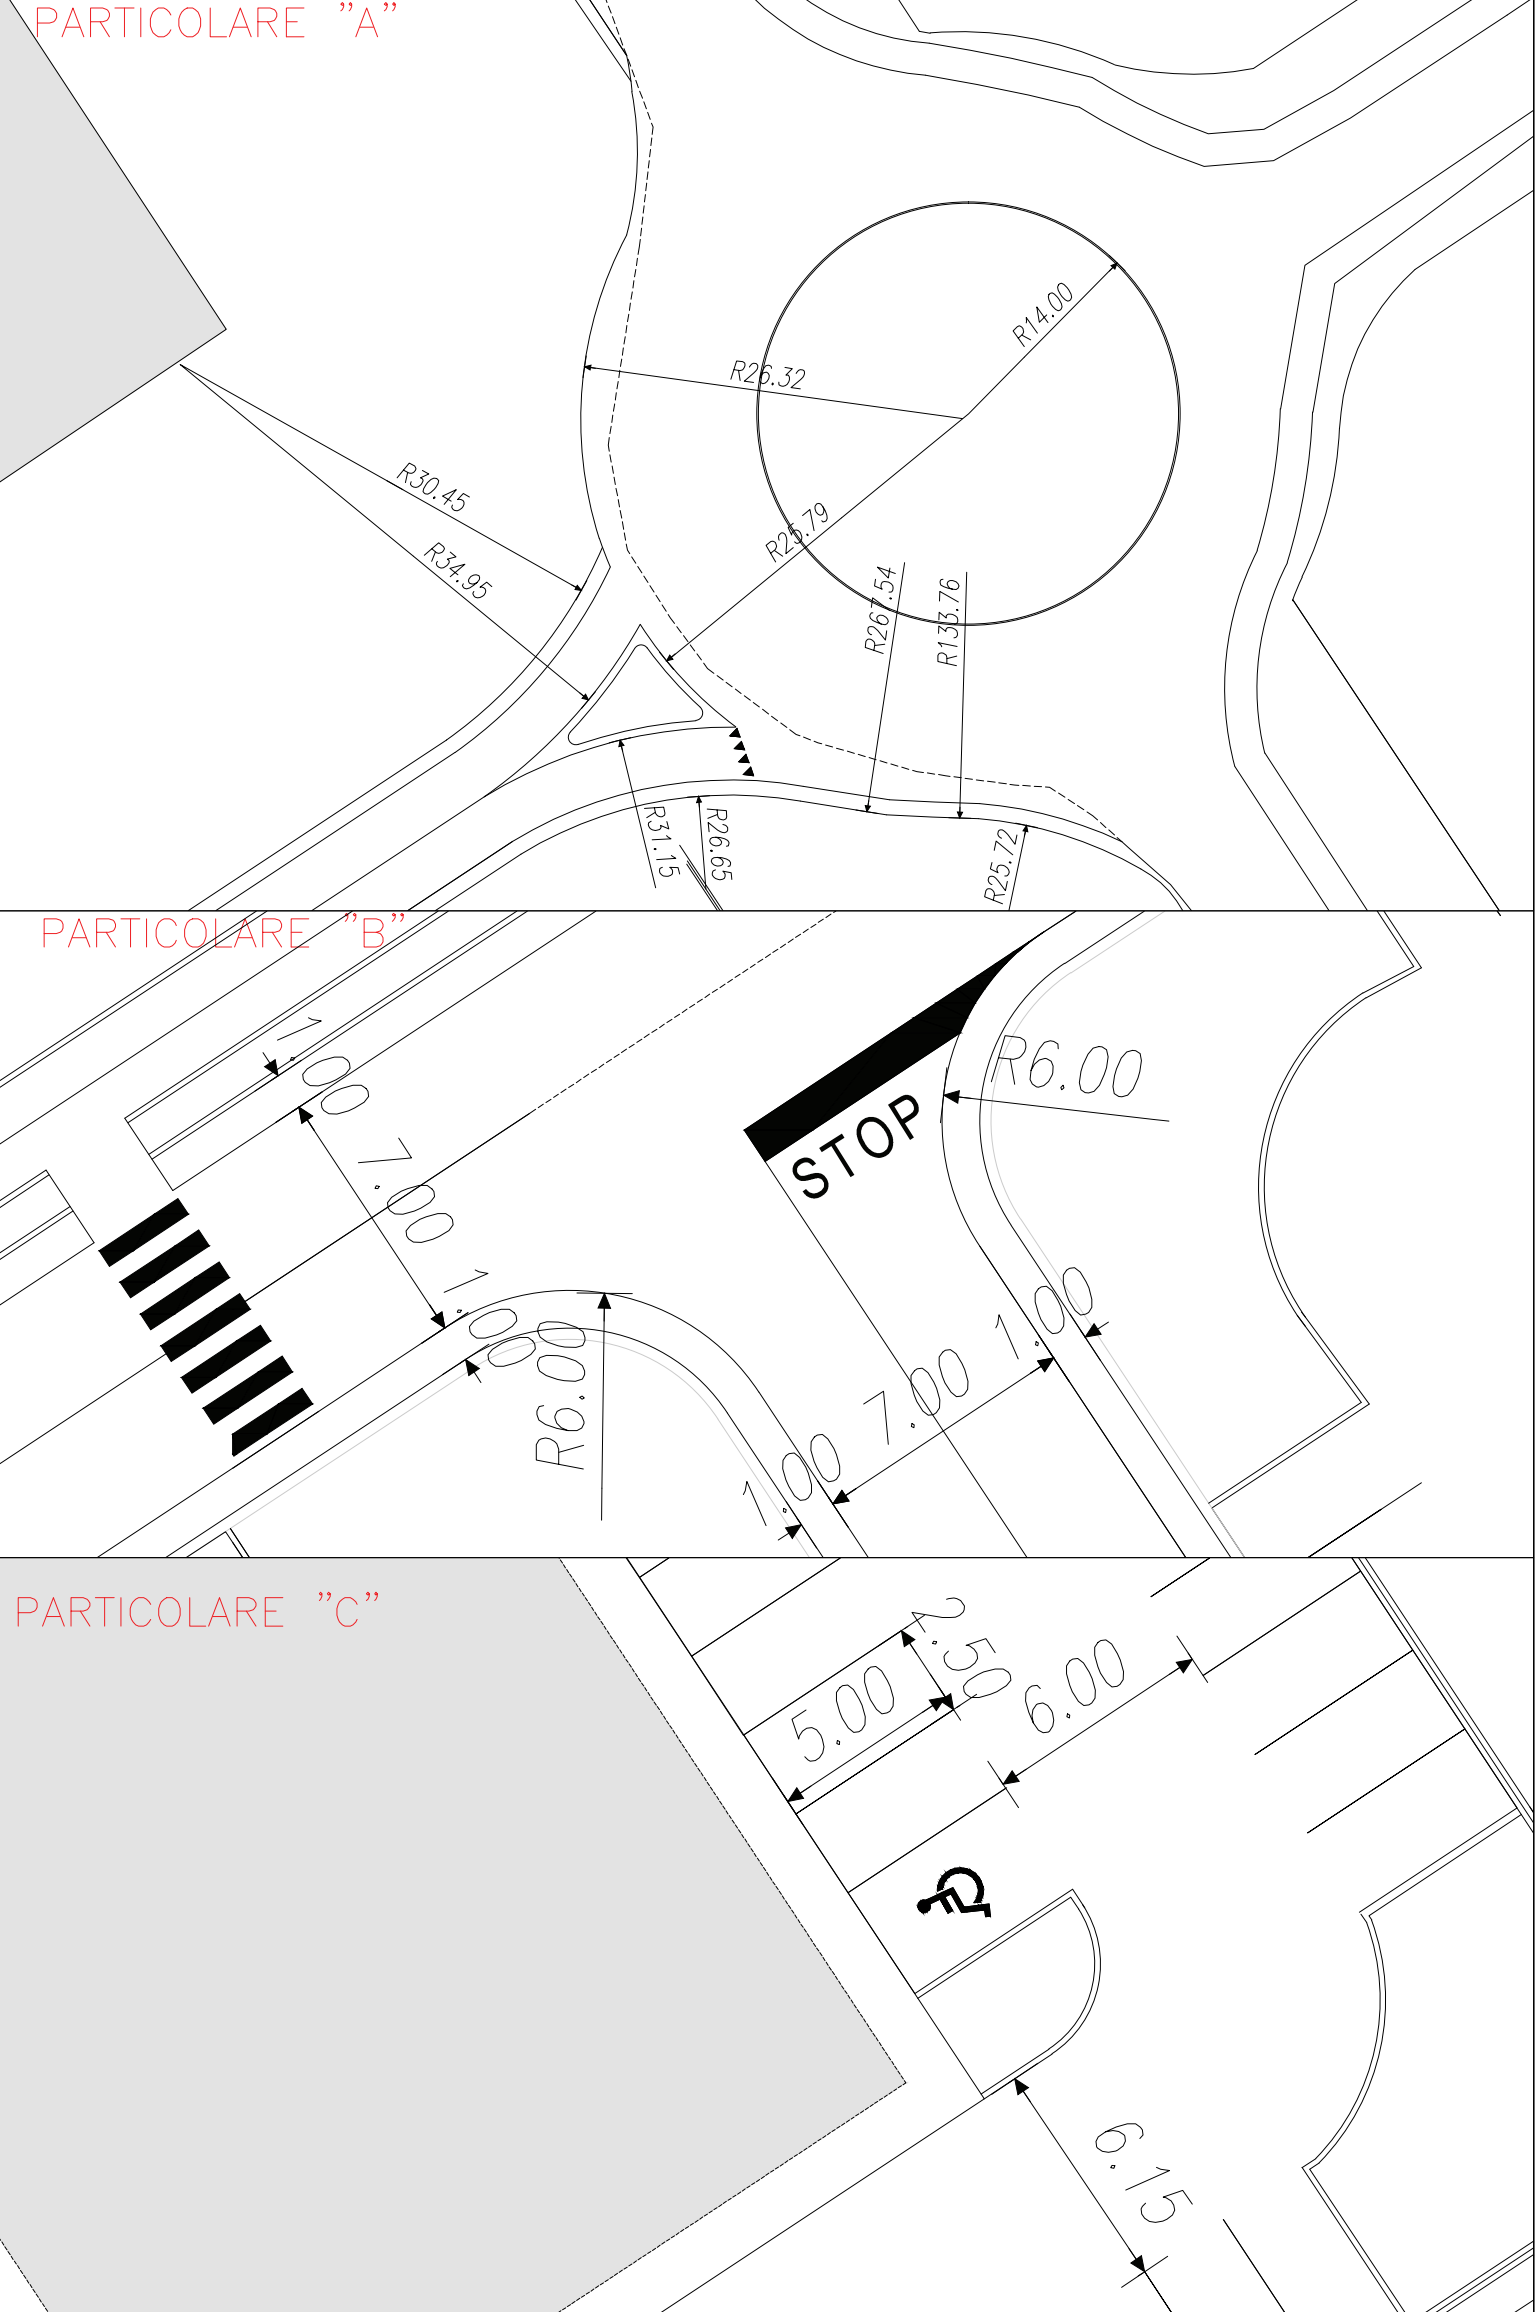 PARTICOLARE "A"
R14.00
R26.32
R30.45
R25.79
R34.95
R267.54
R133.76
R31.15
R26.65
R25.72
PARTICOLARE "B"
1.00
R6.00
STOP
7.00
1.00
1.00
R6.00
7.00
1.00
PARTICOLARE "C"
2.50
5.00
6.00
6.15